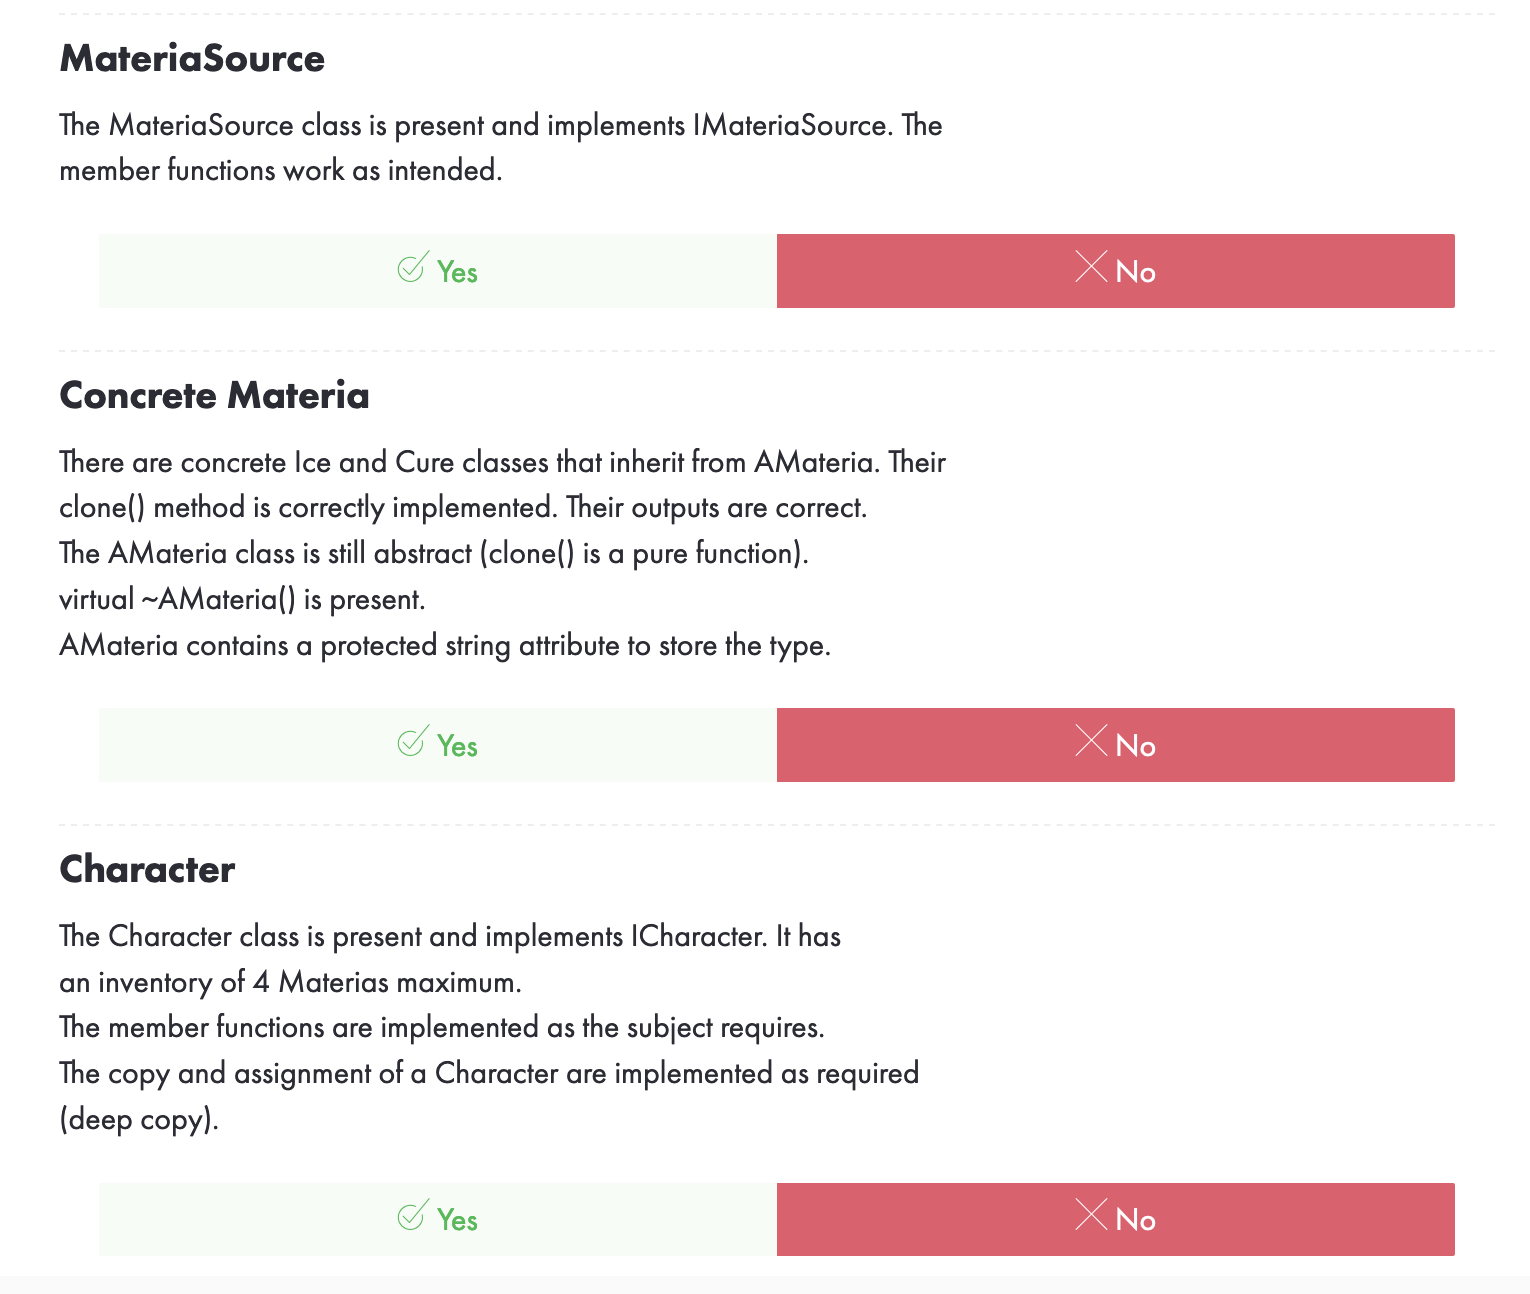 MateriaSource
The MateriaSource class is present and implements IMateriaSource. The
member functions work as intended.
Yes
No
Concrete Materia
There are concrete Ice and Cure classes that inherit from AMateria. Their
clone() method is correctly implemented. Their outputs are correct.
The AMateria class is still abstract (clone() is a pure function).
virtual ~AMateria() is present.
AMateria contains a protected string attribute to store the type.
Yes
No
Character
The Character class is present and implements ICharacter. It has
an inventory of 4 Materias maximum.
The member functions are implemented as the subject requires.
The copy and assignment of a Character are implemented as required
(deep copy).
Yes
No